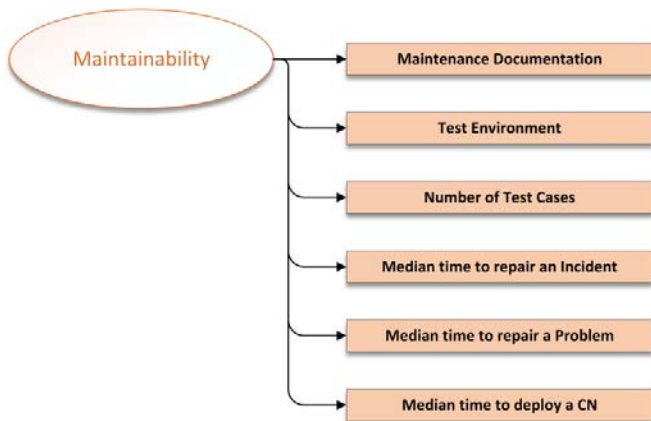 Maintainability
Maintenance Documentation
Test Environment
Number of Test Cases
Median time to repair an Incident
Median time to repair a Problem
Median time to deploy a CN